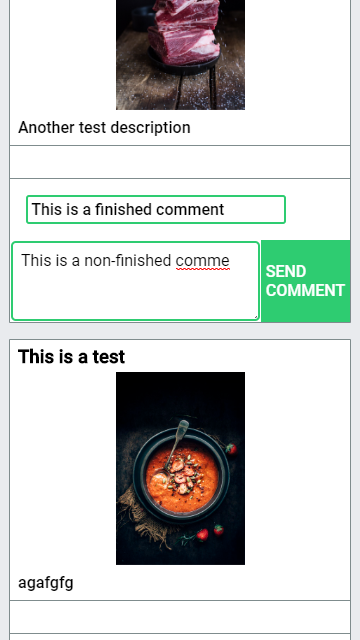 Another test description
This is a finished comment
This is a non-finished comme
SEND
COMMENT
This is a test
agafgfg